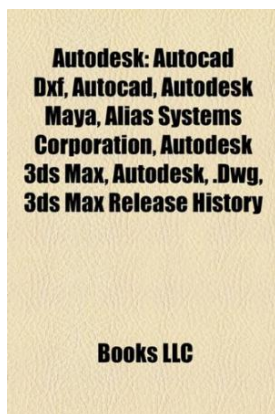 Autodesk: Autocad
Dxf, Autocad, Autodesk
Maya, Alias Systems
Corporation, Autodesk
3ds Max, Autodesk, .Dwg,
3ds Max Release History
Books LLC